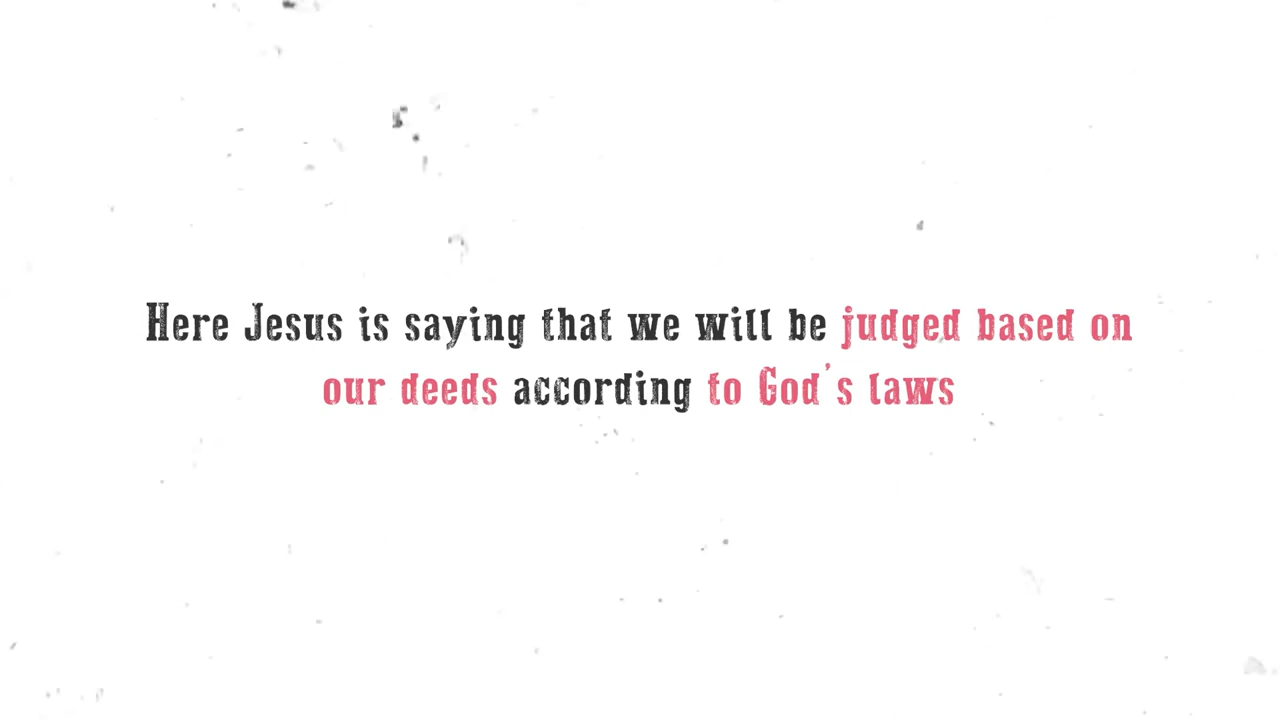 Here Jesus is saying that we will be judged based on
our deeds according to God's laws